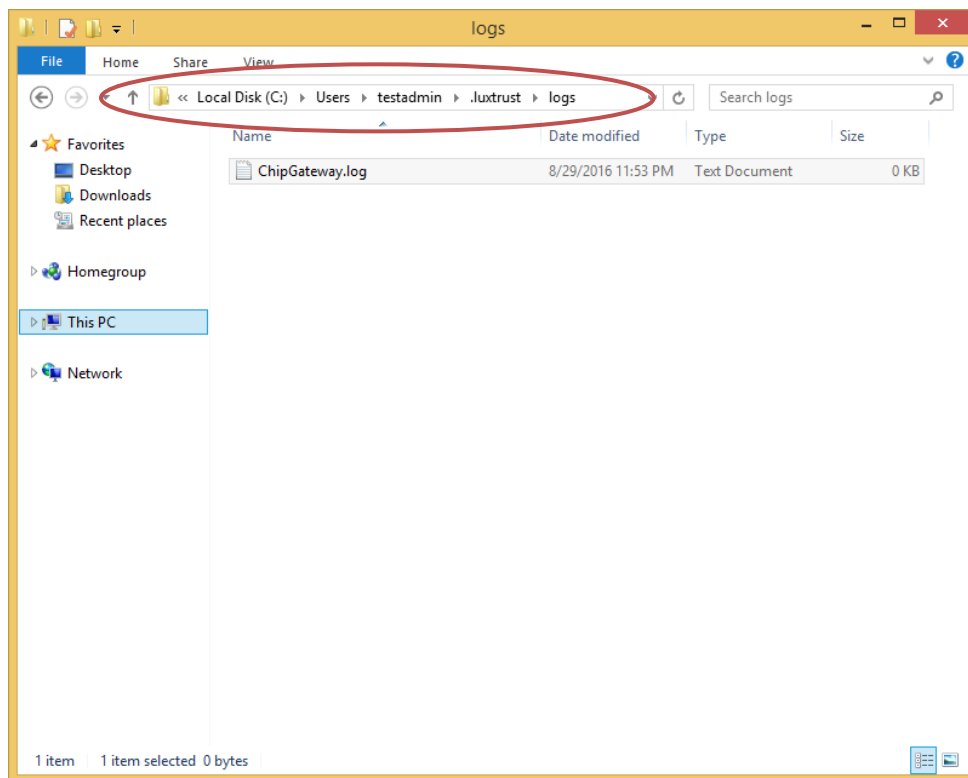 logs
File Home Share View
« Local Disk (C:) Users testadmin .luxtrust logs Search logs
Name Date modified Type Size
Favorites
ChipGateway.log 8/29/2016 11:53 PM Text Document 0 KB
Desktop
Downloads
Recent places
Homegroup
This PC
Network
1 item 1 item selected 0 bytes